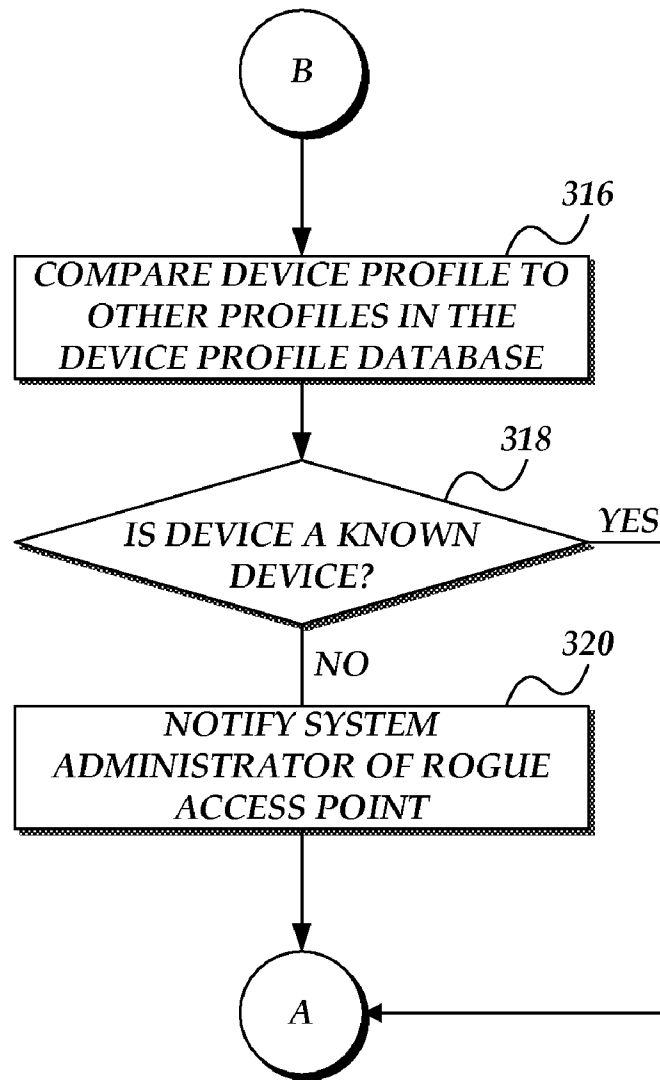 B
316
COMPARE DEVICE PROFILE TO
OTHER PROFILES IN THE
DEVICE PROFILE DATABASE
318
IS DEVICE A KNOWN
DEVICE?
YES
NO
320
NOTIFY SYSTEM
ADMINISTRATOR OF ROGUE
ACCESS POINT
A